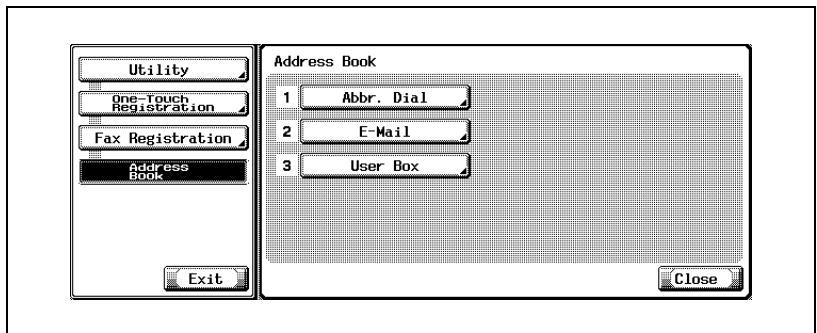 Utility
One-Touch
Registration
Fax Registration
Address
Book
Exit
Address Book
1 Abbr. Dial
2 E-Mail
3 User Box
Close